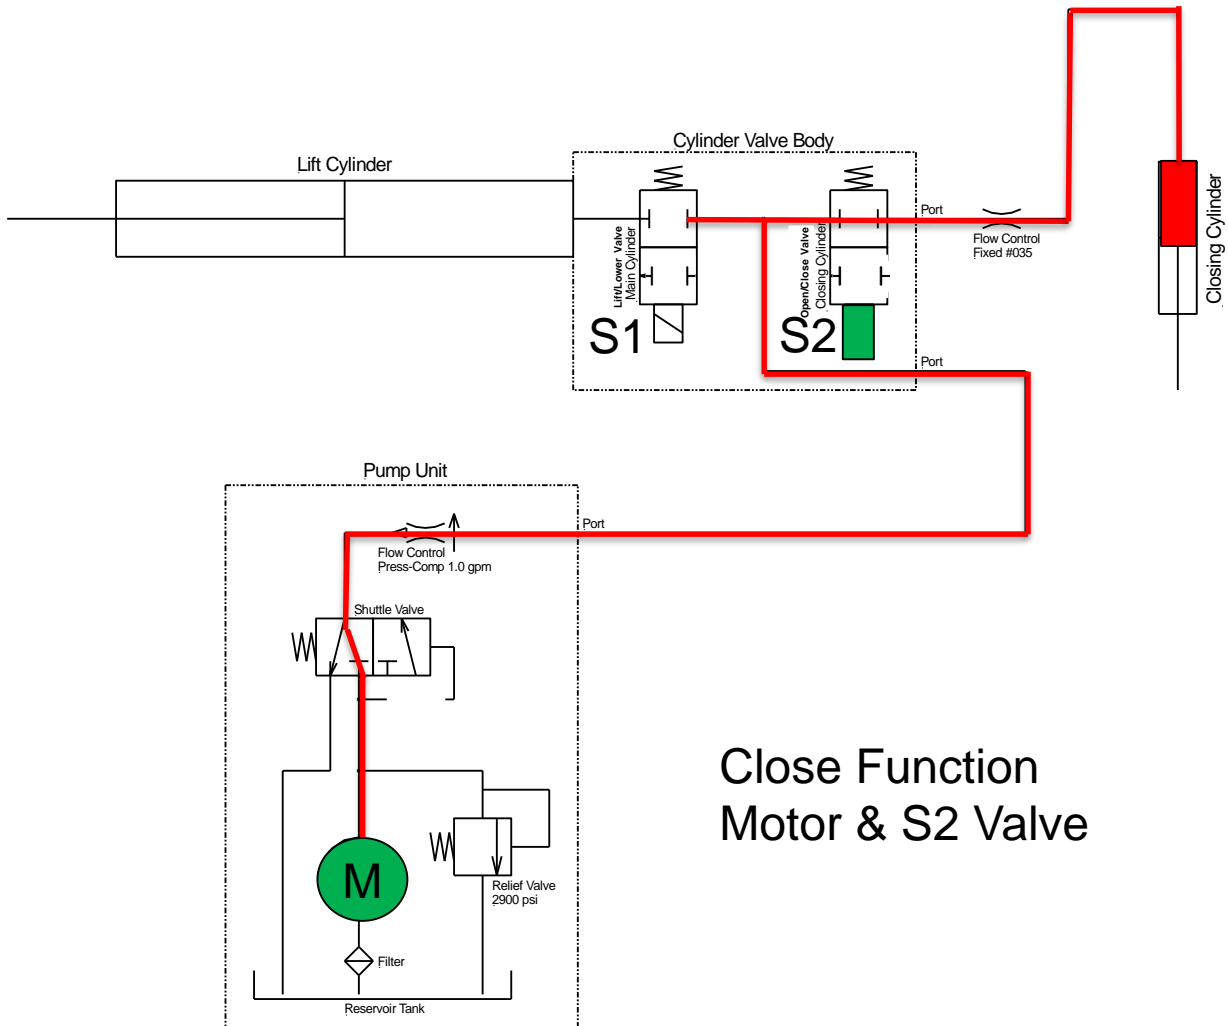 Cylinder Valve Body
Lift Cylinder
Lift/Lower Valve
Main Cylinder
S1
Open/Close Valve
Closing Cylinder
S2
Port
Flow Control
Fixed #035
Closing Cylinder
Port
Pump Unit
Port
Flow Control
Press-Comp 1.0 gpm
Shuttle Valve
Close Function
Motor & S2 Valve
M
Relief Valve
2900 psi
Filter
Reservoir Tank